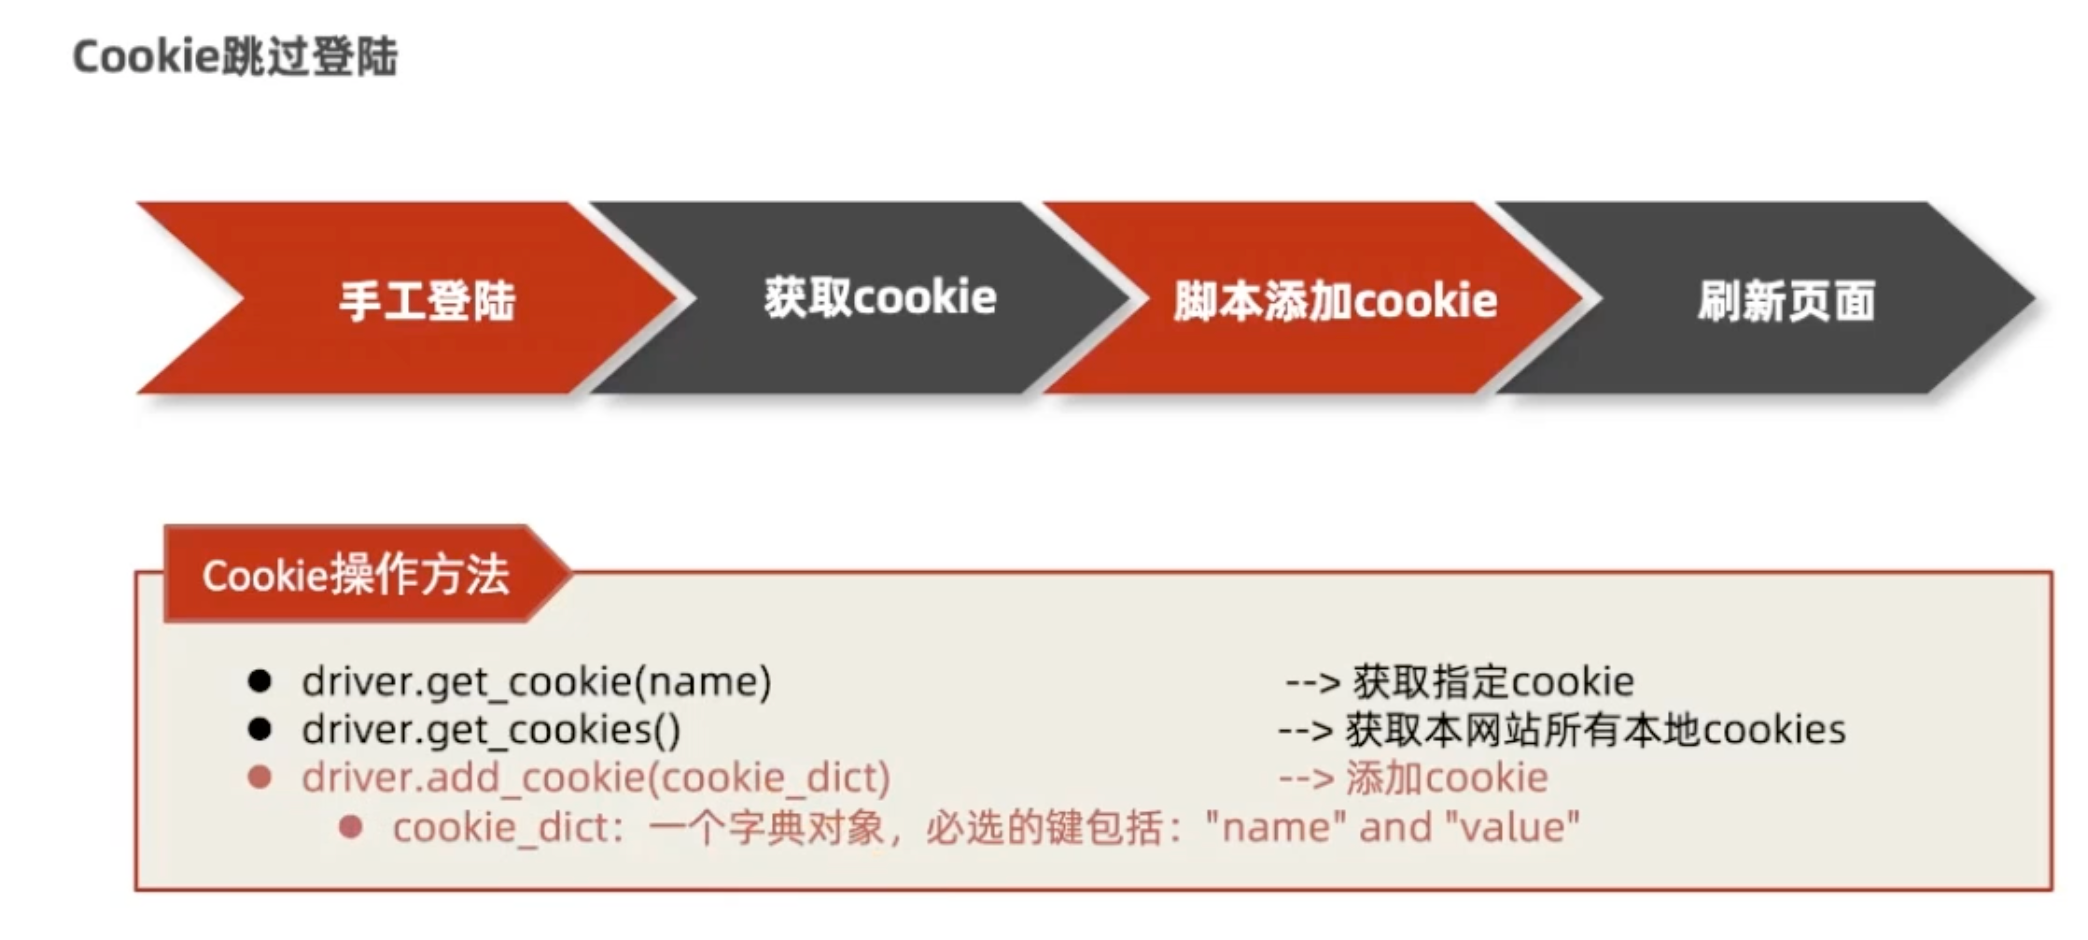 Cookie跳过登陆
手工登陆
获取cookie
脚本添加cookie
刷新页面
Cookie操作方法
● driver.get_cookie(name) --> 获取指定cookie
● driver.get_cookies() --> 获取本网站所有本地cookies
● driver.add_cookie(cookie_dict) --> 添加cookie
● cookie_dict：一个字典对象，必选的键包括："name" and "value"